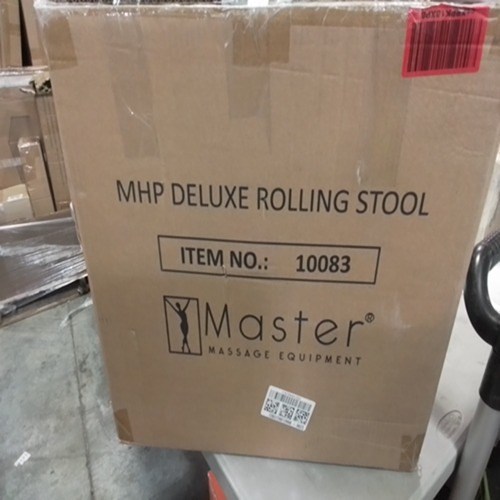 MHP DELUXE ROLLING STOOL
ITEM NO.: 10083
Master®
MASSAGE EQUIPMENT